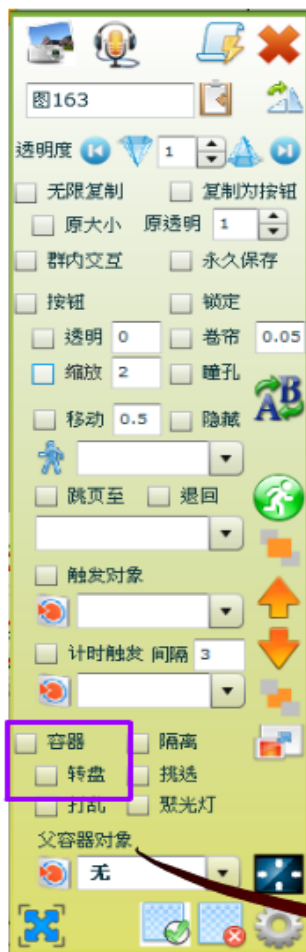 图163
透明度 1
无限复制 复制为按钮
原大小 原透明 1
群内交互 永久保存
按钮 锁定
透明 0 卷帘 0.05
缩放 2 瞳孔
移动 0.5 隐藏
AB
跳页至 退回
触发对象
计时触发 间隔 3
容器 隔离
转盘 挑选
打乱 聚光灯
父容器对象
无